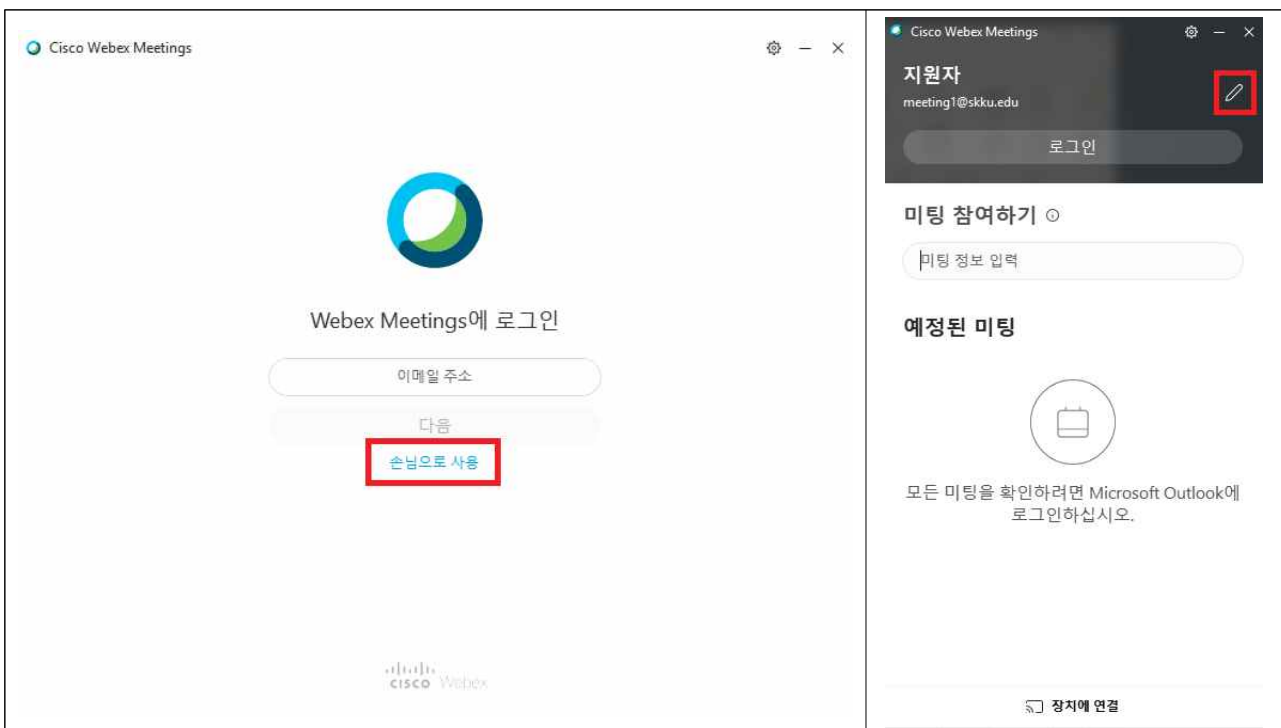 Cisco Webex Meetings
Webex Meetings에 로그인
이메일 주소
다음
손님으로 사용
CISCO Webex
Cisco Webex Meetings
지원자
meeting1@skku.edu
로그인
미팅 참여하기
미팅 정보 입력
예정된 미팅
모든 미팅을 확인하려면 Microsoft Outlook에
로그인하십시오.
장치에 연결